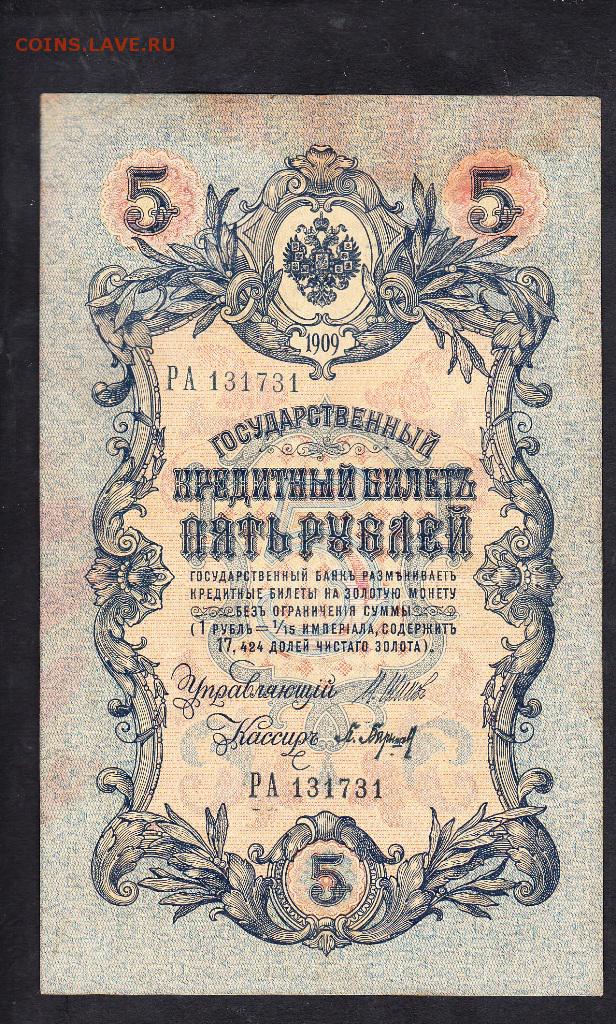 COINS.LAVE.RU
5 5
1909
РА 131731
ГОСУДАРСТВЕННЫЙ
КРЕДИТНЫЙ БИЛЕТЪ
ПЯТЬ РУБЛЕЙ
ГОСУДАРСТВЕННЫЙ БАНКЪ РАЗМѢНИВАЕТЪ
КРЕДИТНЫЕ БИЛЕТЫ НА ЗОЛОТУЮ МОНЕТУ
БЕЗЪ ОГРАНИЧЕНІЯ СУММЫ
(1 РУБЛЬ = 1/15 ИМПЕРІАЛА, СОДЕРЖИТЪ
17,424 ДОЛЕЙ ЧИСТАГО ЗОЛОТА).
Управляющій
Кассиръ
РА 131731
5